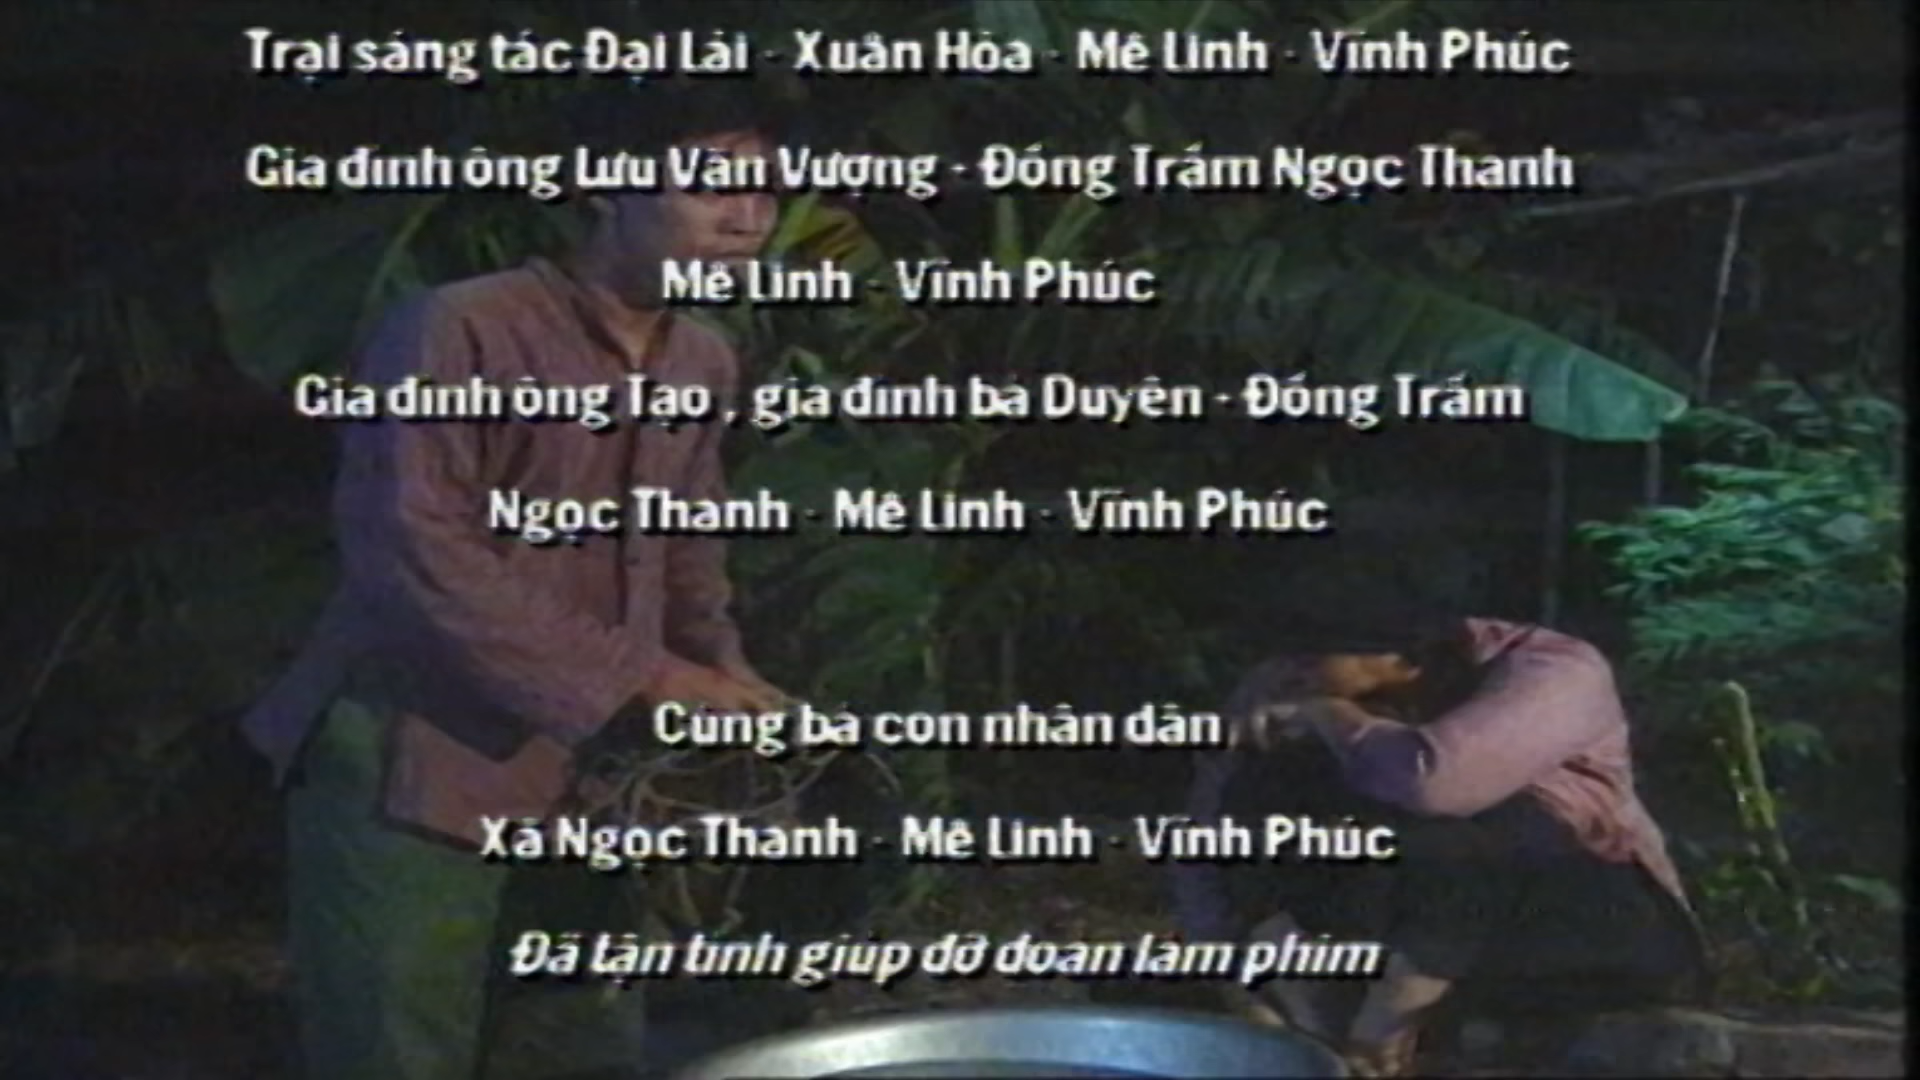 Trại sáng tác Đại Lải - Xuân Hòa - Mê Linh - Vĩnh Phúc
Gia đình ông Lưu Văn Vượng - Đồng Trầm Ngọc Thanh
Mê Linh - Vĩnh Phúc
Gia đình ông Tạo , gia đình bà Duyên - Đồng Trầm
Ngọc Thanh - Mê Linh - Vĩnh Phúc
Cùng bà con nhân dân
Xã Ngọc Thanh - Mê Linh - Vĩnh Phúc
Đã tận tình giúp đỡ đoàn làm phim